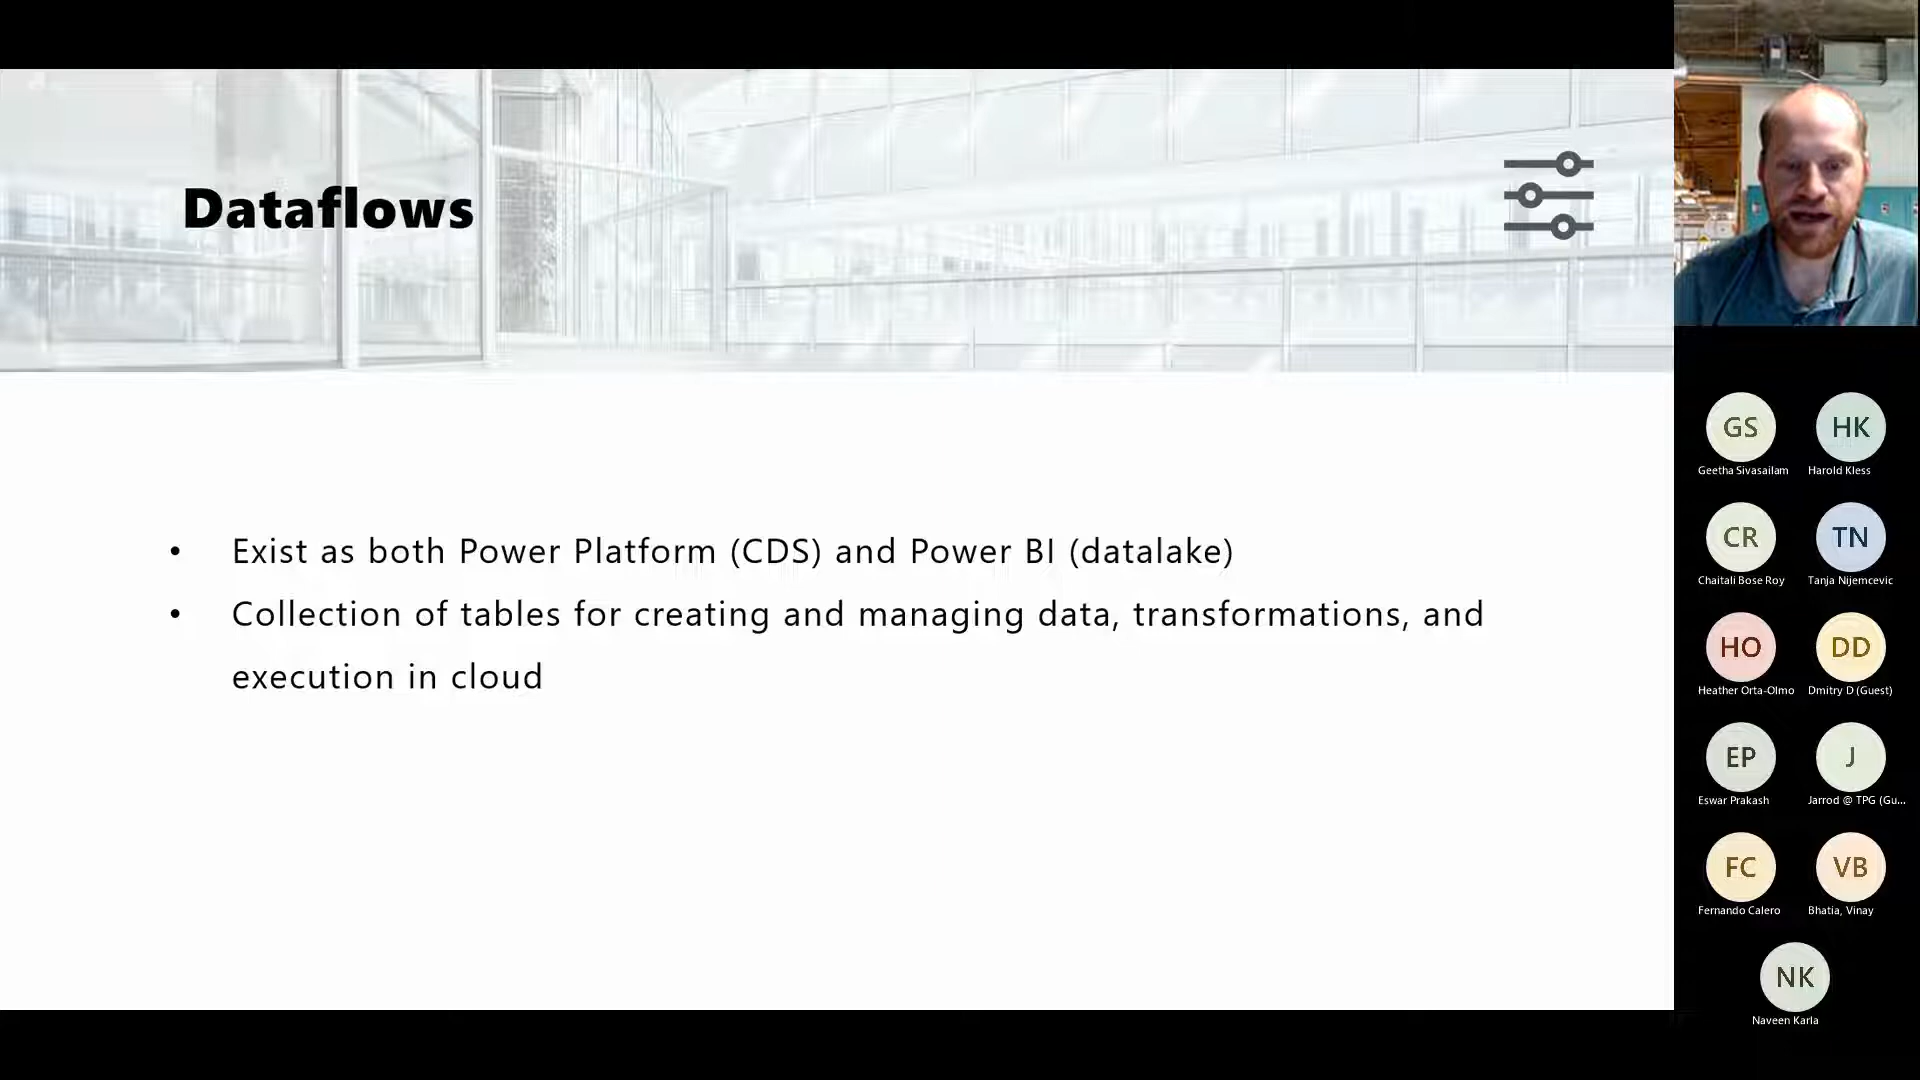 Dataflows
• Exist as both Power Platform (CDS) and Power BI (datalake)
• Collection of tables for creating and managing data, transformations, and
execution in cloud
GS
HK
Geetha Sivasailam
Harold Kless
CR
TN
Chaitali Bose Roy
Tanja Nijemcevic
HO
DD
Heather Orta-Olmo
Dmitry D (Guest)
EP
J
Eswar Prakash
Jarrod @ TPG (Gu...
FC
VB
Fernando Calero
Bhatia, Vinay
NK
Naveen Karla